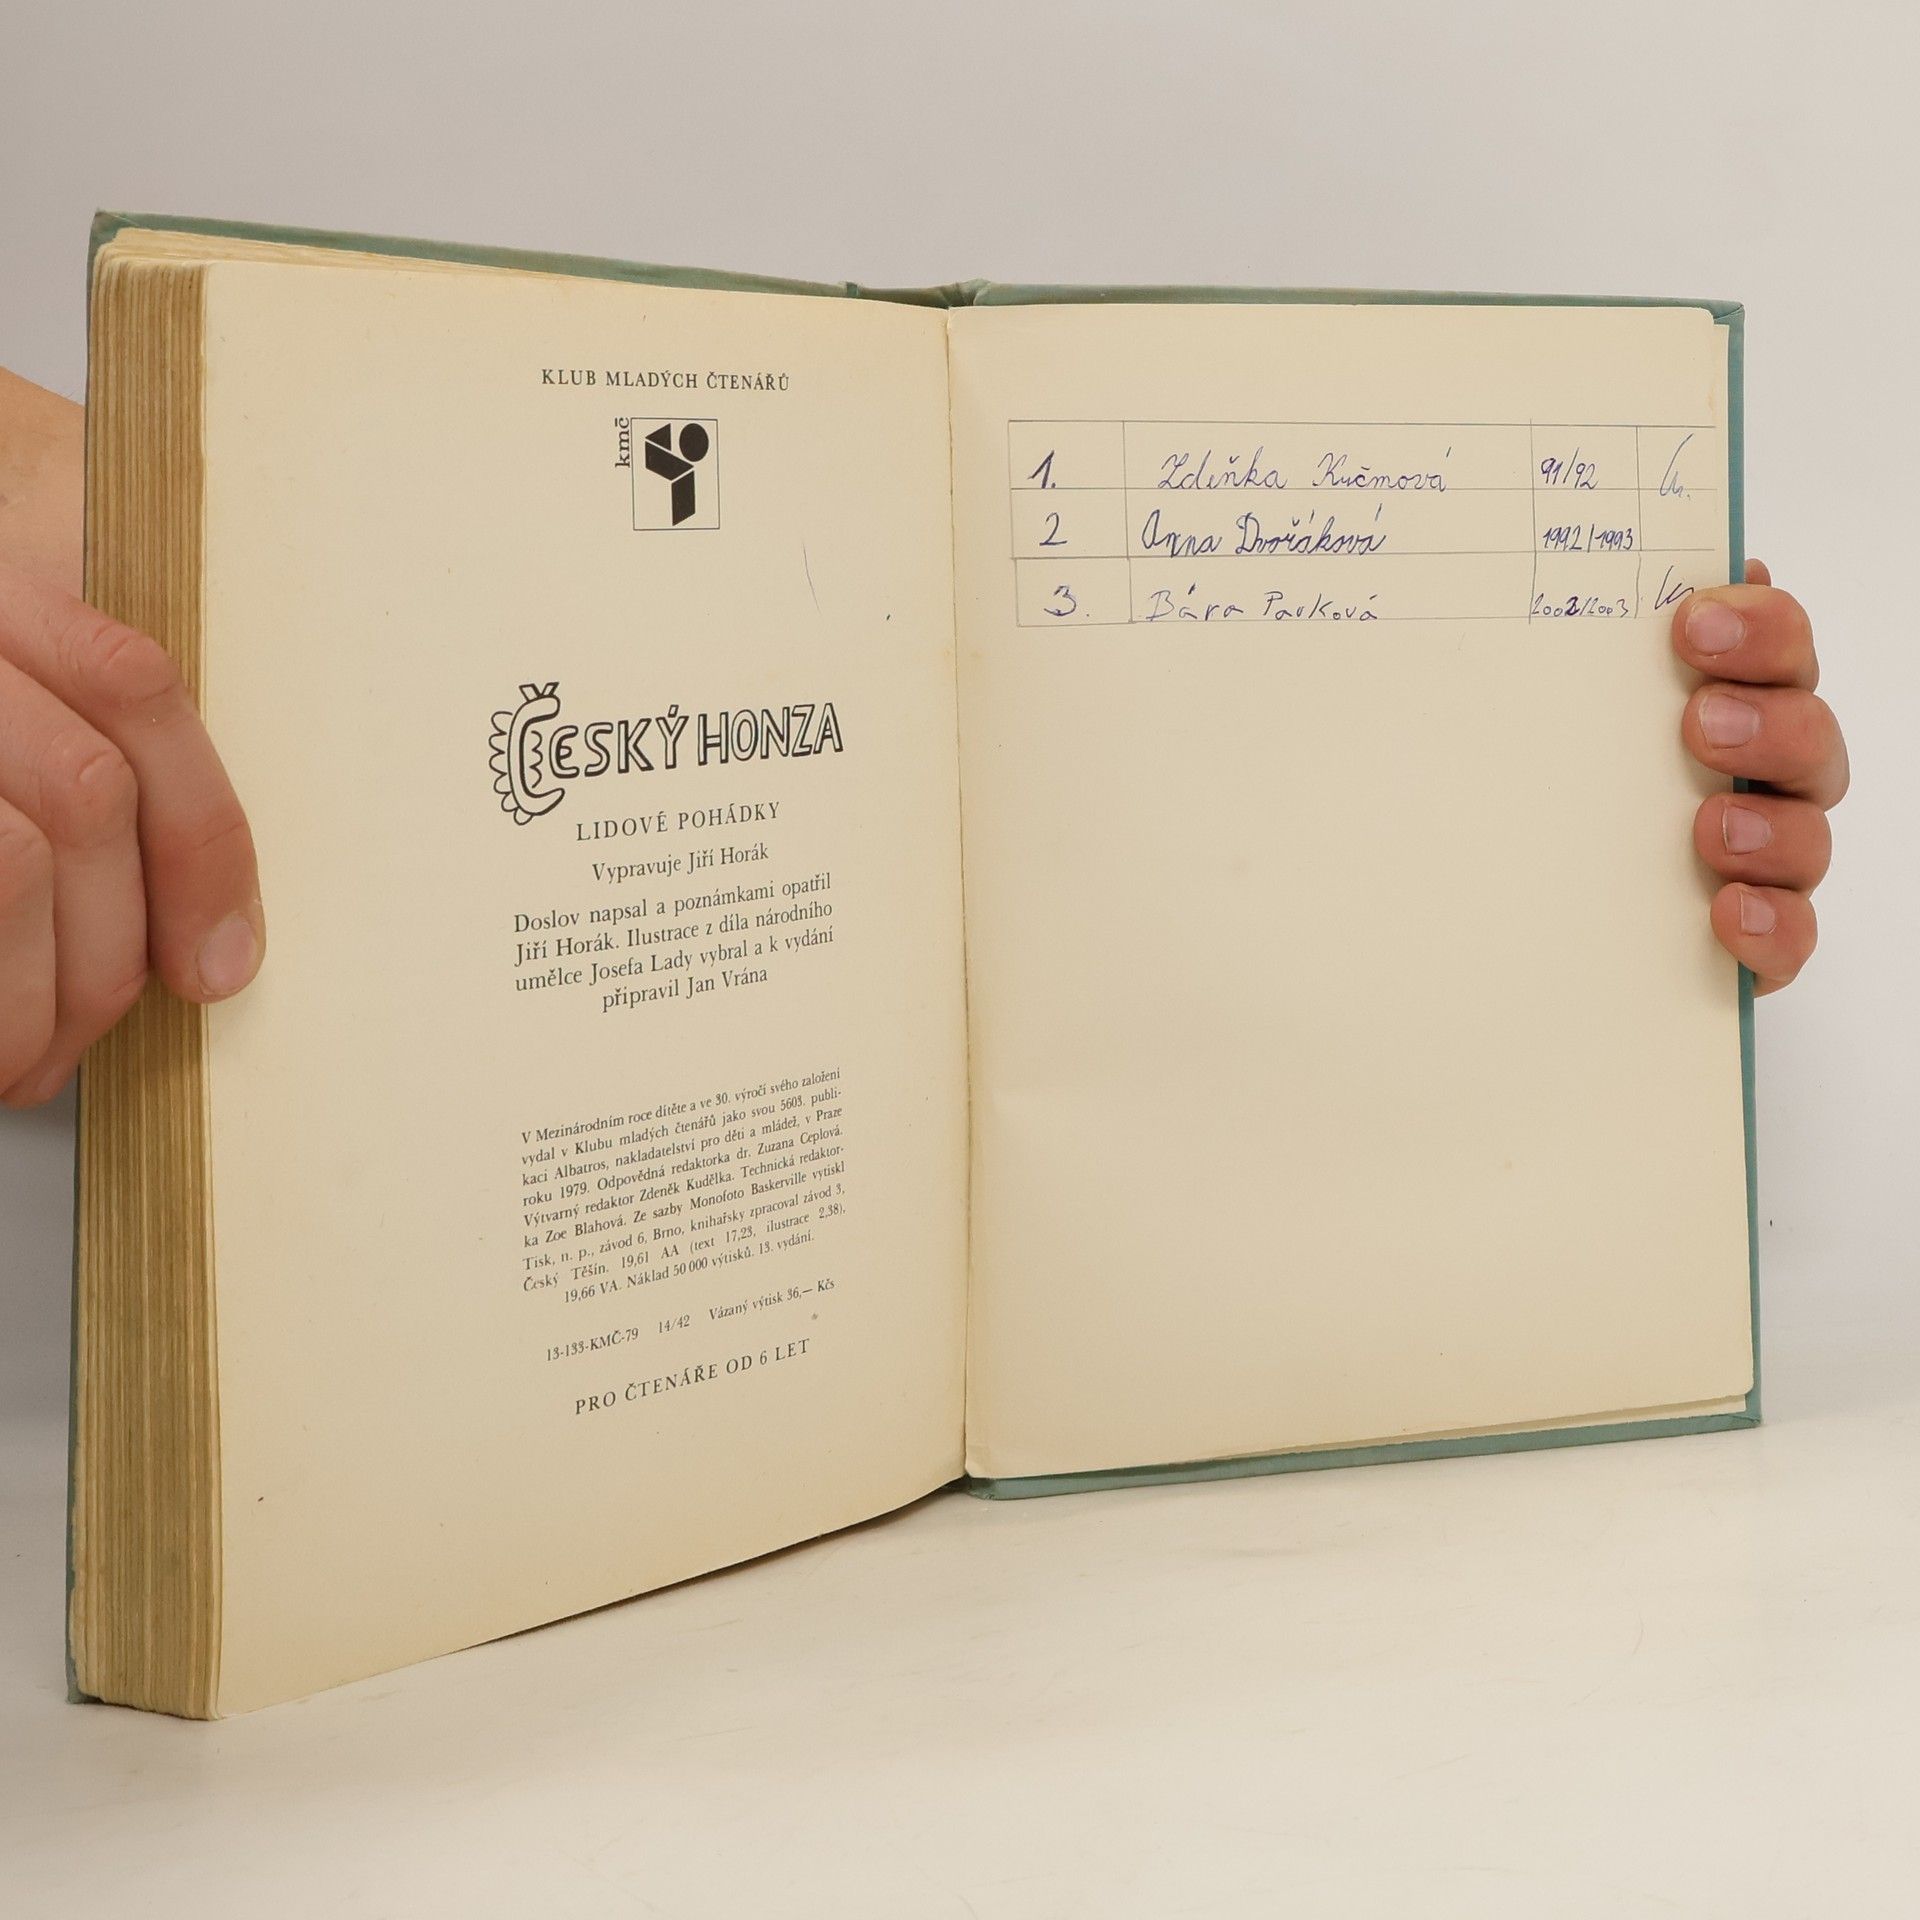 KLUB MLADÝCH ČTENÁŘŮ
kmč
ČESKÝ HONZA
LIDOVÉ POHÁDKY
Vypravuje Jiří Horák
Doslov napsal a poznámkami opatřil
Jiří Horák. Ilustrace z díla národního
umělce Josefa Lady vybral a k vydání
připravil Jan Vrána
V Mezinárodním roce dítěte a ve 30. výročí svého založení
vydal v Klubu mladých čtenářů jako svou 5603. publi-
kaci Albatros, nakladatelství pro děti a mládež, v Praze
roku 1979. Odpovědná redaktorka dr. Zuzana Ceplová.
Výtvarný redaktor Zdeněk Kudělka. Technická redaktor-
ka Zoe Blahová. Ze sazby Monofoto Baskerville vytiskl
Tisk, n. p., závod 6, Brno, knihařsky zpracoval závod 3,
Český Těšín. 19,61 AA (text 17,23, ilustrace 2,38),
19,66 VA. Náklad 50 000 výtisků. 13. vydání.
13-133-KMČ-79 14/42 Vázaný výtisk 36,— Kčs
PRO ČTENÁŘE OD 6 LET
1. Zdeňka Kučmová 91/92
2 Anna Dvořáková 1992/1993
3. Bára Pavková 2002/2003